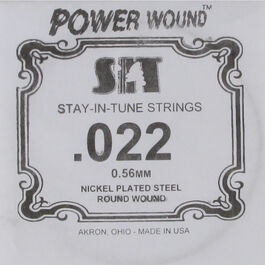 POWER WOUND™
SIT
STAY-IN-TUNE STRINGS
.022
0.56MM
NICKEL PLATED STEEL
ROUND WOUND
AKRON, OHIO - MADE IN USA